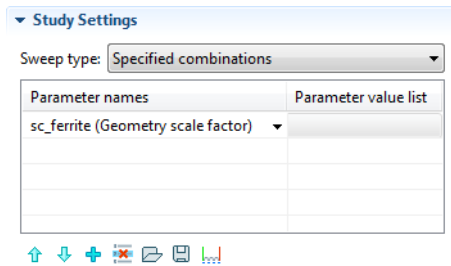 Study Settings
Sweep type: Specified combinations
Parameter names Parameter value list
sc_ferrite (Geometry scale factor)